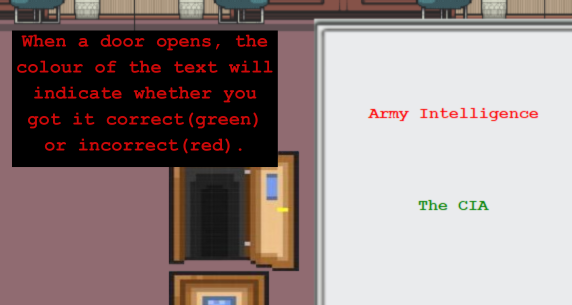 When a door opens, the
colour of the text will
indicate whether you
got it correct(green)
or incorrect(red).
Army Intelligence
The CIA